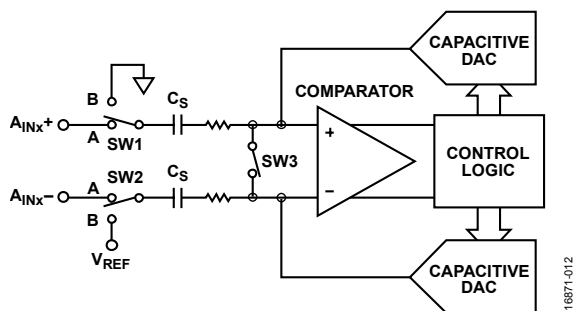 CAPACITIVE
DAC
COMPARATOR
B
CS
AINx+
A
SW1
+
SW3
CONTROL
LOGIC
SW2
CS
AINx−
A
−
B
VREF
CAPACITIVE
DAC
16871-012